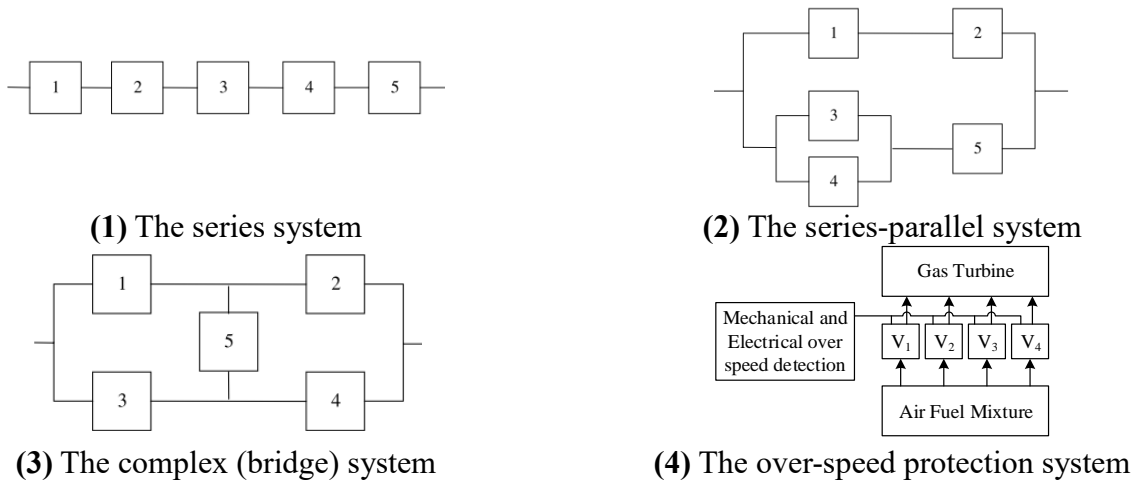 1 2 3 4 5
(1) The series system
1 2
3
4
5
(2) The series-parallel system
1 2
5
3 4
(3) The complex (bridge) system
Gas Turbine
Mechanical and
Electrical over
speed detection
V1 V2 V3 V4
Air Fuel Mixture
(4) The over-speed protection system